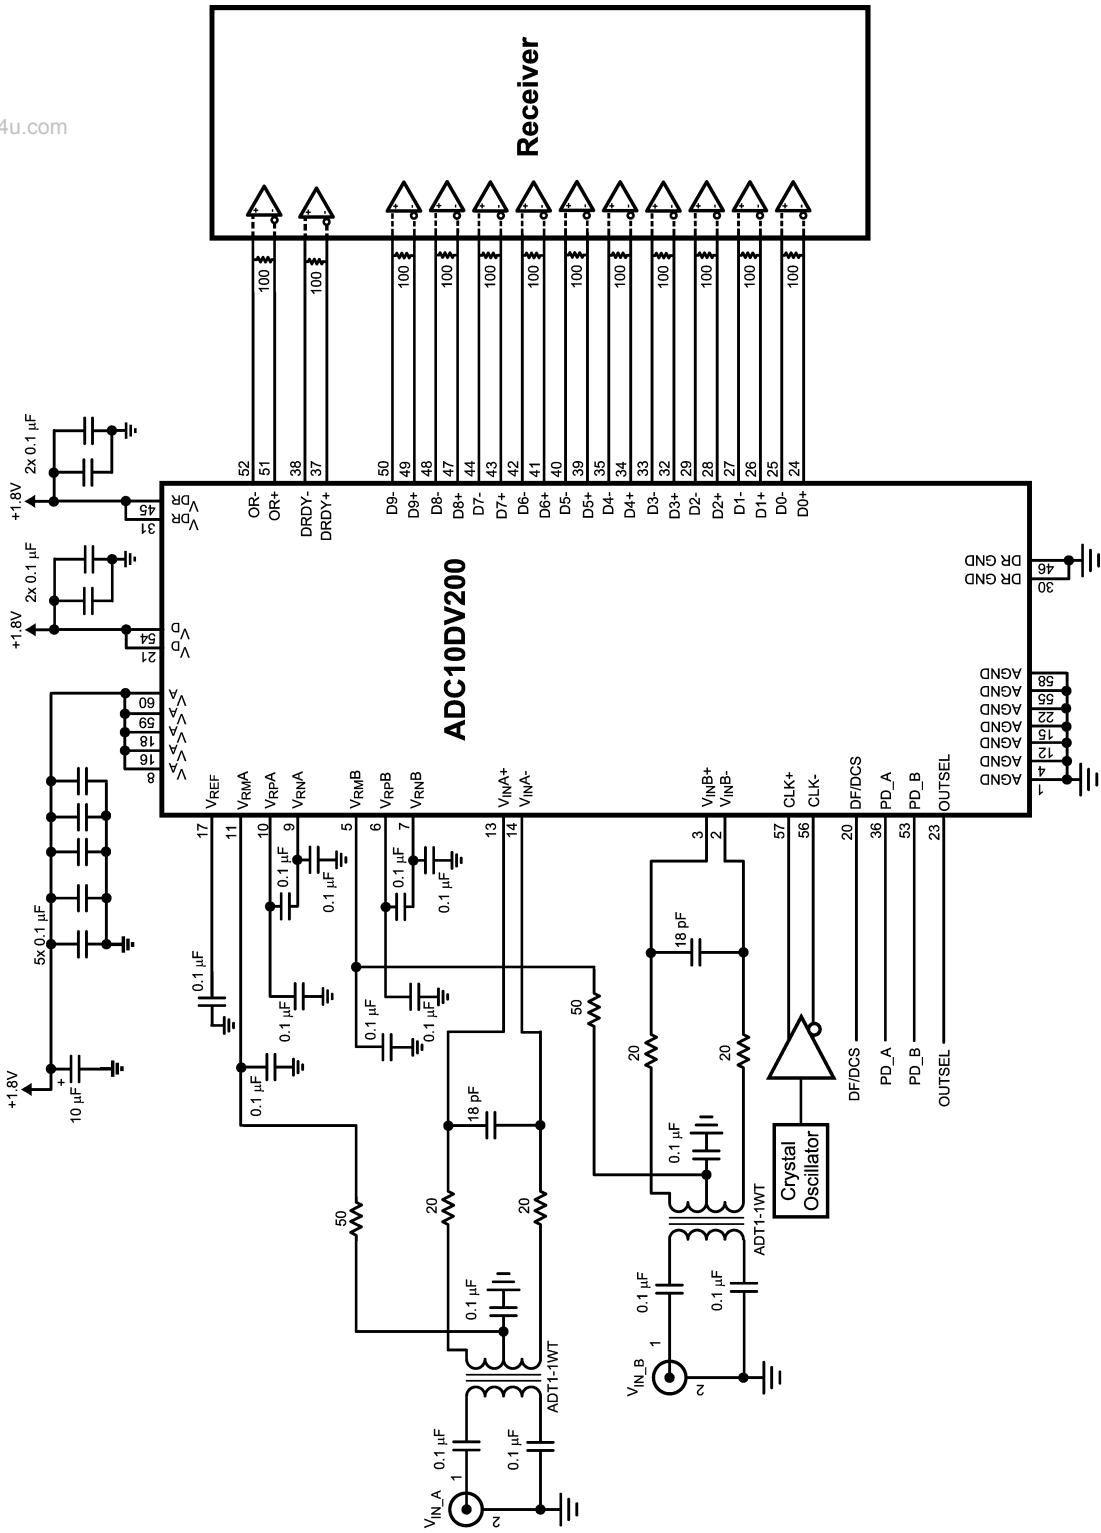 4u.com
Receiver
100
100
100
100
100
100
100
100
100
100
100
100
2x 0.1 µF
+1.8V
2x 0.1 µF
+1.8V
5x 0.1 µF
+1.8V
+
10 µF
52
51
38
37
50
49
48
47
44
43
42
41
40
39
35
34
33
32
29
28
27
26
25
24
OR-
OR+
DRDY-
DRDY+
D9-
D9+
D8-
D8+
D7-
D7+
D6-
D6+
D5-
D5+
D4-
D4+
D3-
D3+
D2-
D2+
D1-
D1+
D0-
D0+
45 VDR
31 VDR
54 VD
21 VD
60 VA
59 VA
18 VA
16 VA
8 VA
ADC10DV200
DR GND 46
DR GND 30
AGND 58
AGND 55
AGND 22
AGND 15
AGND 12
AGND 4
AGND 1
VREF
VRMA
VRPA
VRNA
VRMB
VRPB
VRNB
VINA+
VINA-
VINB+
VINB-
CLK+
CLK-
DF/DCS
PD_A
PD_B
OUTSEL
17
11
10
9
5
6
7
13
14
3
2
57
56
20
36
53
23
0.1 µF
0.1 µF
0.1 µF
0.1 µF
0.1 µF
0.1 µF
0.1 µF
0.1 µF
0.1 µF
0.1 µF
18 pF
50
20
20
18 pF
50
20
20
0.1 µF
0.1 µF
DF/DCS
PD_A
PD_B
OUTSEL
Crystal
Oscillator
ADT1-1WT
ADT1-1WT
0.1 µF
0.1 µF
0.1 µF
0.1 µF
VIN_B
1
2
VIN_A
1
2